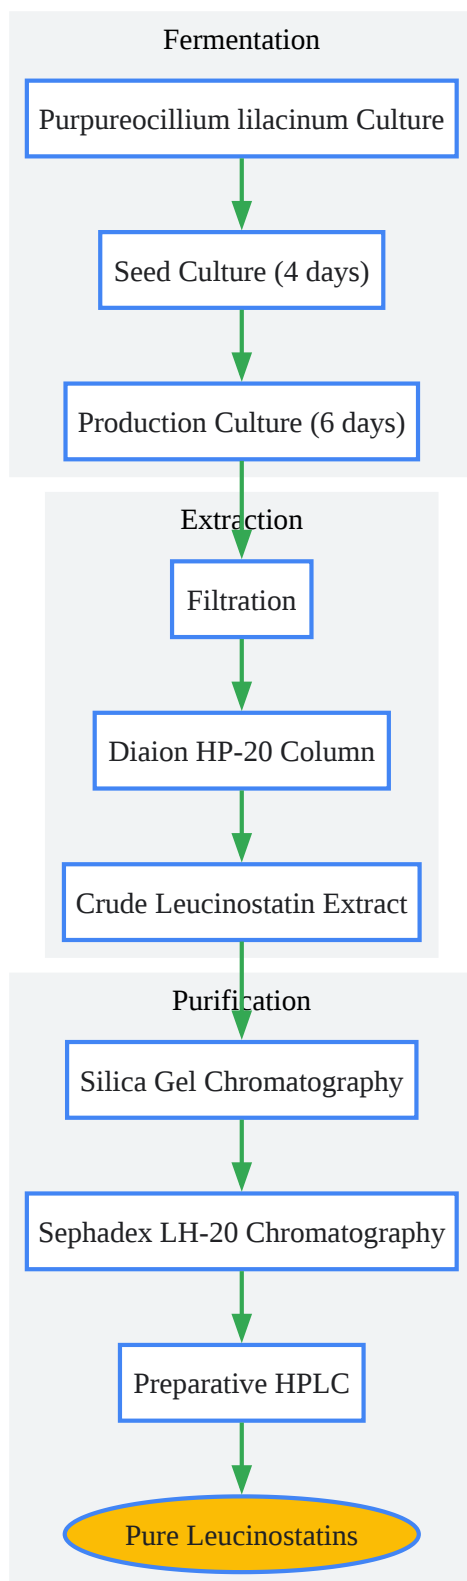 Fermentation
Purpureocillium lilacinum Culture
Seed Culture (4 days)
Production Culture (6 days)
Extraction
Filtration
Diaion HP-20 Column
Crude Leucinostatin Extract
Purification
Silica Gel Chromatography
Sephadex LH-20 Chromatography
Preparative HPLC
Pure Leucinostatins